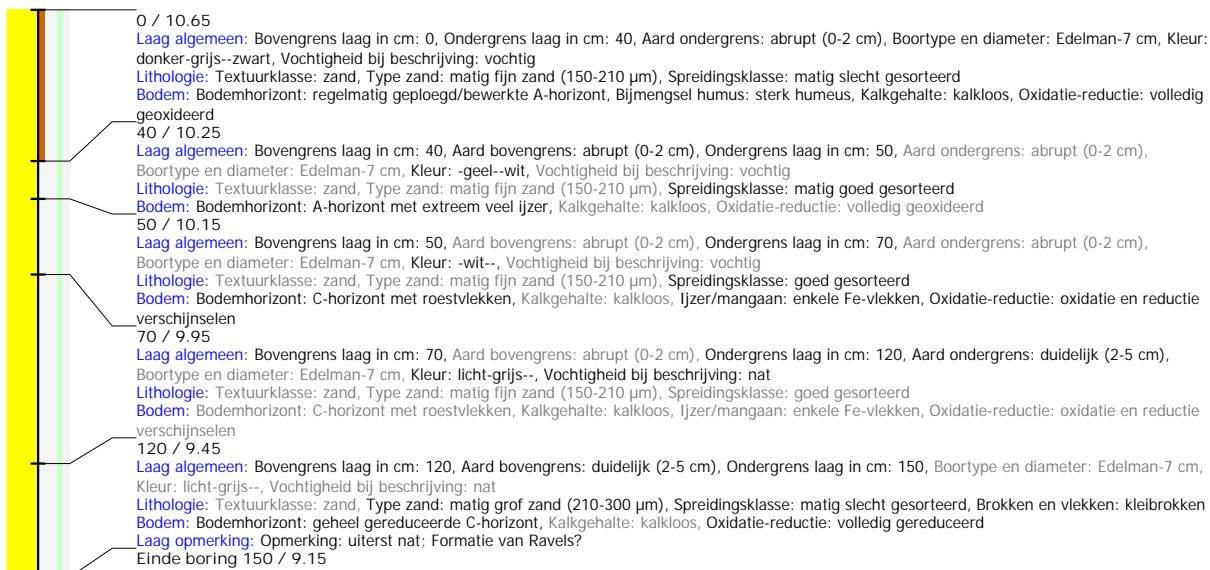 0 / 10.65
Laag algemeen: Bovengrens laag in cm: 0, Ondergrens laag in cm: 40, Aard ondergrens: abrupt (0-2 cm), Boortype en diameter: Edelman-7 cm, Kleur:
donker-grijs--zwart, Vochtigheid bij beschrijving: vochtig
Lithologie: Textuurklasse: zand, Type zand: matig fijn zand (150-210 µm), Spreidingsklasse: matig slecht gesorteerd
Bodem: Bodemhorizont: regelmatig geploegd/bewerkte A-horizont, Bijmengsel humus: sterk humeus, Kalkgehalte: kalkloos, Oxidatie-reductie: volledig
geoxideerd
40 / 10.25
Laag algemeen: Bovengrens laag in cm: 40, Aard bovengrens: abrupt (0-2 cm), Ondergrens laag in cm: 50, Aard ondergrens: abrupt (0-2 cm),
Boortype en diameter: Edelman-7 cm, Kleur: -geel--wit, Vochtigheid bij beschrijving: vochtig
Lithologie: Textuurklasse: zand, Type zand: matig fijn zand (150-210 µm), Spreidingsklasse: matig goed gesorteerd
Bodem: Bodemhorizont: A-horizont met extreem veel ijzer, Kalkgehalte: kalkloos, Oxidatie-reductie: volledig geoxideerd
50 / 10.15
Laag algemeen: Bovengrens laag in cm: 50, Aard bovengrens: abrupt (0-2 cm), Ondergrens laag in cm: 70, Aard ondergrens: abrupt (0-2 cm),
Boortype en diameter: Edelman-7 cm, Kleur: -wit--, Vochtigheid bij beschrijving: vochtig
Lithologie: Textuurklasse: zand, Type zand: matig fijn zand (150-210 µm), Spreidingsklasse: goed gesorteerd
Bodem: Bodemhorizont: C-horizont met roestvlekken, Kalkgehalte: kalkloos, Ijzer/mangaan: enkele Fe-vlekken, Oxidatie-reductie: oxidatie en reductie
verschijnselen
70 / 9.95
Laag algemeen: Bovengrens laag in cm: 70, Aard bovengrens: abrupt (0-2 cm), Ondergrens laag in cm: 120, Aard ondergrens: duidelijk (2-5 cm),
Boortype en diameter: Edelman-7 cm, Kleur: licht-grijs--, Vochtigheid bij beschrijving: nat
Lithologie: Textuurklasse: zand, Type zand: matig fijn zand (150-210 µm), Spreidingsklasse: goed gesorteerd
Bodem: Bodemhorizont: C-horizont met roestvlekken, Kalkgehalte: kalkloos, Ijzer/mangaan: enkele Fe-vlekken, Oxidatie-reductie: oxidatie en reductie
verschijnselen
120 / 9.45
Laag algemeen: Bovengrens laag in cm: 120, Aard bovengrens: duidelijk (2-5 cm), Ondergrens laag in cm: 150, Boortype en diameter: Edelman-7 cm,
Kleur: licht-grijs--, Vochtigheid bij beschrijving: nat
Lithologie: Textuurklasse: zand, Type zand: matig grof zand (210-300 µm), Spreidingsklasse: matig slecht gesorteerd, Brokken en vlekken: kleibrokken
Bodem: Bodemhorizont: geheel gereduceerde C-horizont, Kalkgehalte: kalkloos, Oxidatie-reductie: volledig gereduceerd
Laag opmerking: Opmerking: uiterst nat; Formatie van Ravels?
Einde boring 150 / 9.15